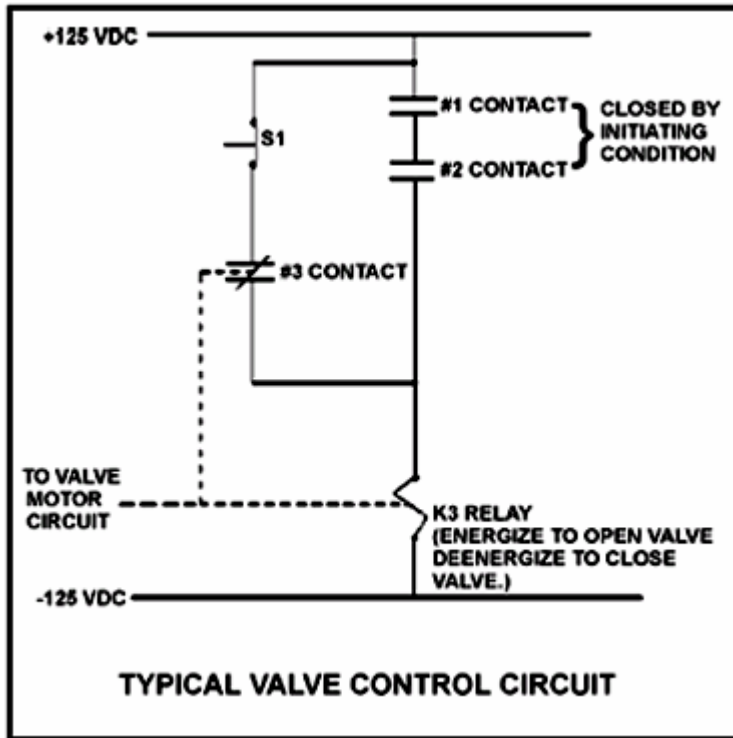 +125 VDC
#1 CONTACT
CLOSED BY
INITIATING
CONDITION
S1
#2 CONTACT
#3 CONTACT
TO VALVE
MOTOR
CIRCUIT
K3 RELAY
(ENERGIZE TO OPEN VALVE
DEENERGIZE TO CLOSE
VALVE.)
-125 VDC
TYPICAL VALVE CONTROL CIRCUIT